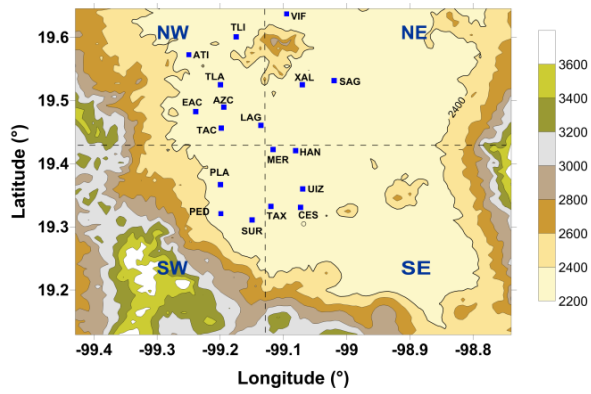 NW
NE
VIF
TLI
ATI
TLA
XAL
SAG
EAC
AZC
LAG
TAC
2400
MER
HAN
PLA
UIZ
PED
SUR
TAX
CES
SW
SE
19.6
19.5
19.4
19.3
19.2
Latitude (°)
-99.4
-99.3
-99.2
-99.1
-99
-98.9
-98.8
Longitude (°)
3600
3400
3200
3000
2800
2600
2400
2200